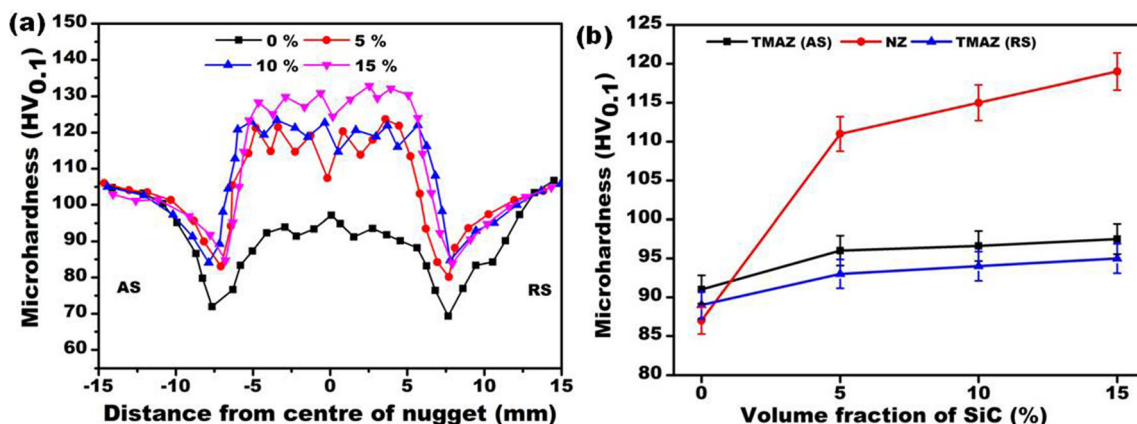 (a)
150
140
130
120
110
100
90
80
70
60
Microhardness (HV0.1)
0 % 5 %
10 % 15 %
AS RS
-15 -10 -5 0 5 10 15
Distance from centre of nugget (mm)
(b)
TMAZ (AS) NZ TMAZ (RS)
125
120
115
110
105
100
95
90
85
80
Microhardness (HV0.1)
0 5 10 15
Volume fraction of SiC (%)